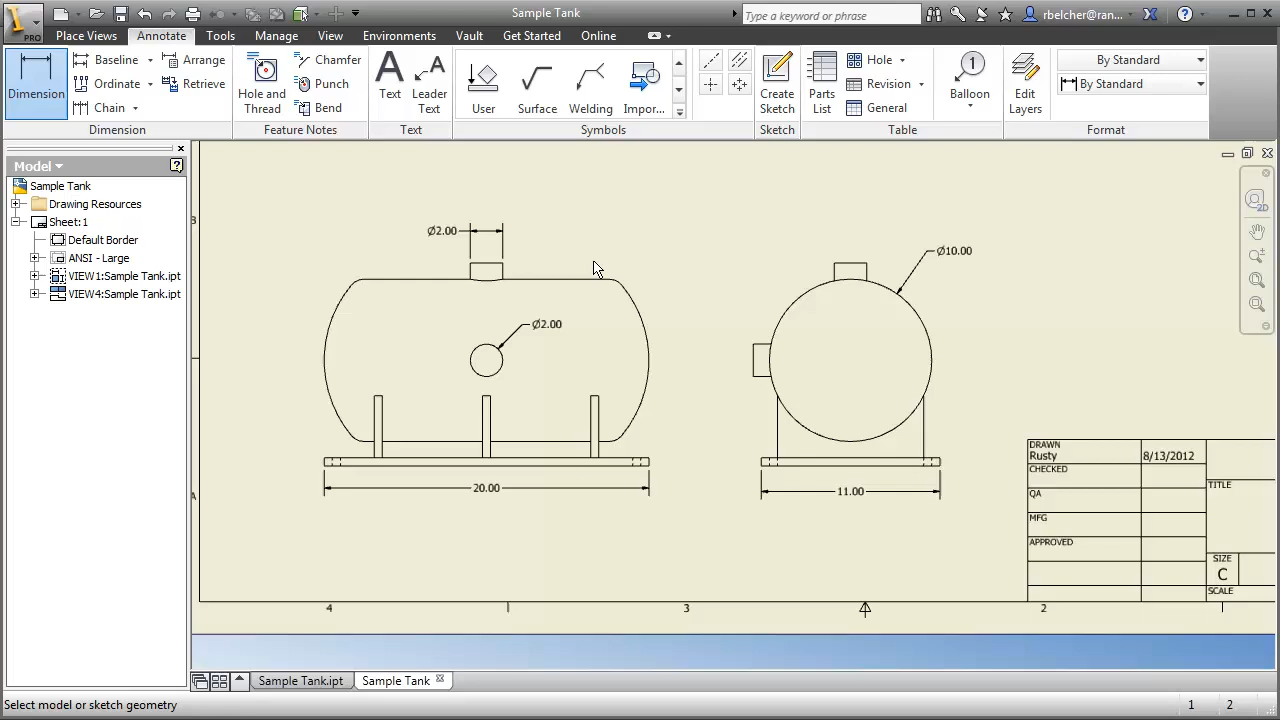 Sample Tank
Type a keyword or phrase
rbelcher@ran...
PRO
Place Views
Annotate
Tools
Manage
View
Environments
Vault
Get Started
Online
Dimension
Baseline
Ordinate
Chain
Arrange
Retrieve
Dimension
Hole and
Thread
Chamfer
Punch
Bend
Feature Notes
Text
Leader
Text
Text
User
Surface
Welding
Impor...
Symbols
Create
Sketch
Sketch
Parts
List
Hole
Revision
General
Table
1
Balloon
Edit
Layers
By Standard
By Standard
Format
Model
Sample Tank
Drawing Resources
Sheet:1
Default Border
ANSI - Large
VIEW1:Sample Tank.ipt
VIEW4:Sample Tank.ipt
B
A
Ø2.00
Ø2.00
20.00
Ø10.00
11.00
DRAWN
Rusty
8/13/2012
CHECKED
QA
MFG
APPROVED
TITLE
SIZE
C
SCALE
4
3
2
2D
Sample Tank.ipt
Sample Tank
Select model or sketch geometry
1
2